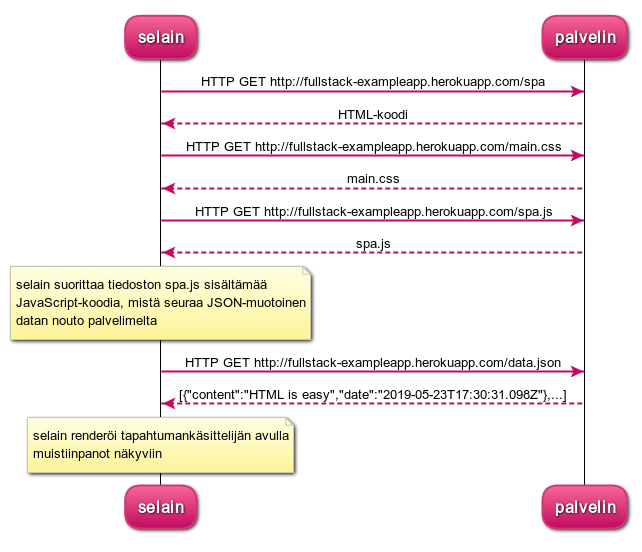 selain palvelin
HTTP GET http://fullstack-exampleapp.herokuapp.com/spa
HTML-koodi
HTTP GET http://fullstack-exampleapp.herokuapp.com/main.css
main.css
HTTP GET http://fullstack-exampleapp.herokuapp.com/spa.js
spa.js
selain suorittaa tiedoston spa.js sisältämää
JavaScript-koodia, mistä seuraa JSON-muotoinen
datan nouto palvelimelta
HTTP GET http://fullstack-exampleapp.herokuapp.com/data.json
[{"content":"HTML is easy","date":"2019-05-23T17:30:31.098Z"},...]
selain renderöi tapahtumankäsittelijän avulla
muistiinpanot näkyviin
selain palvelin